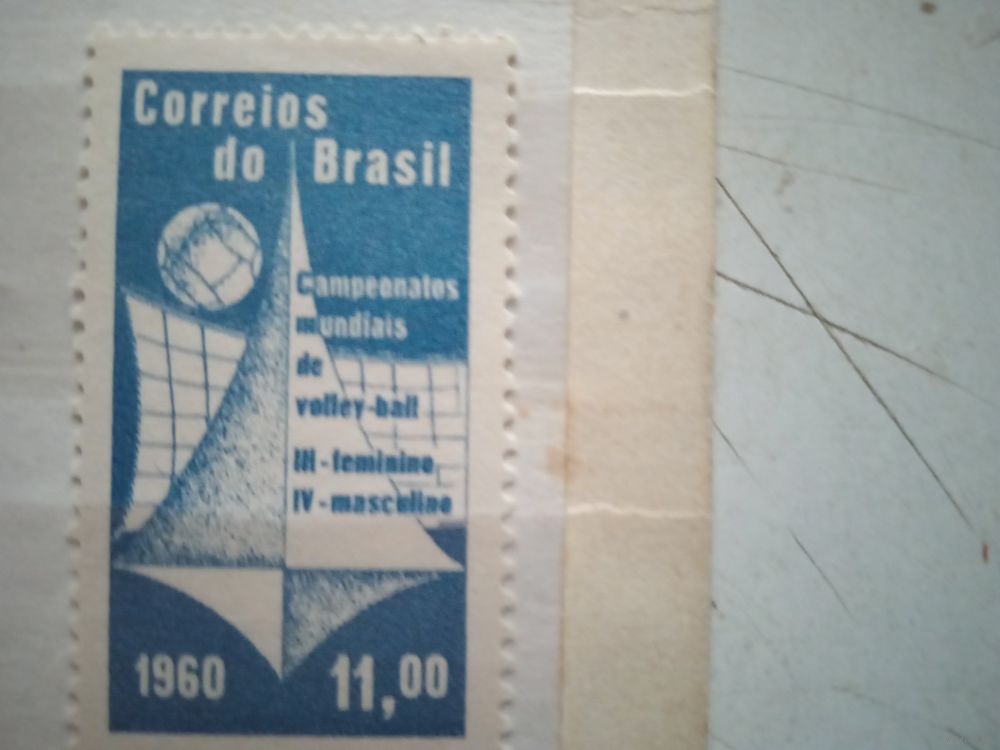 Correios
do Brasil
Campeonatos
mundiais
de
volley-ball
III-feminino
IV-masculino
1960 11,00